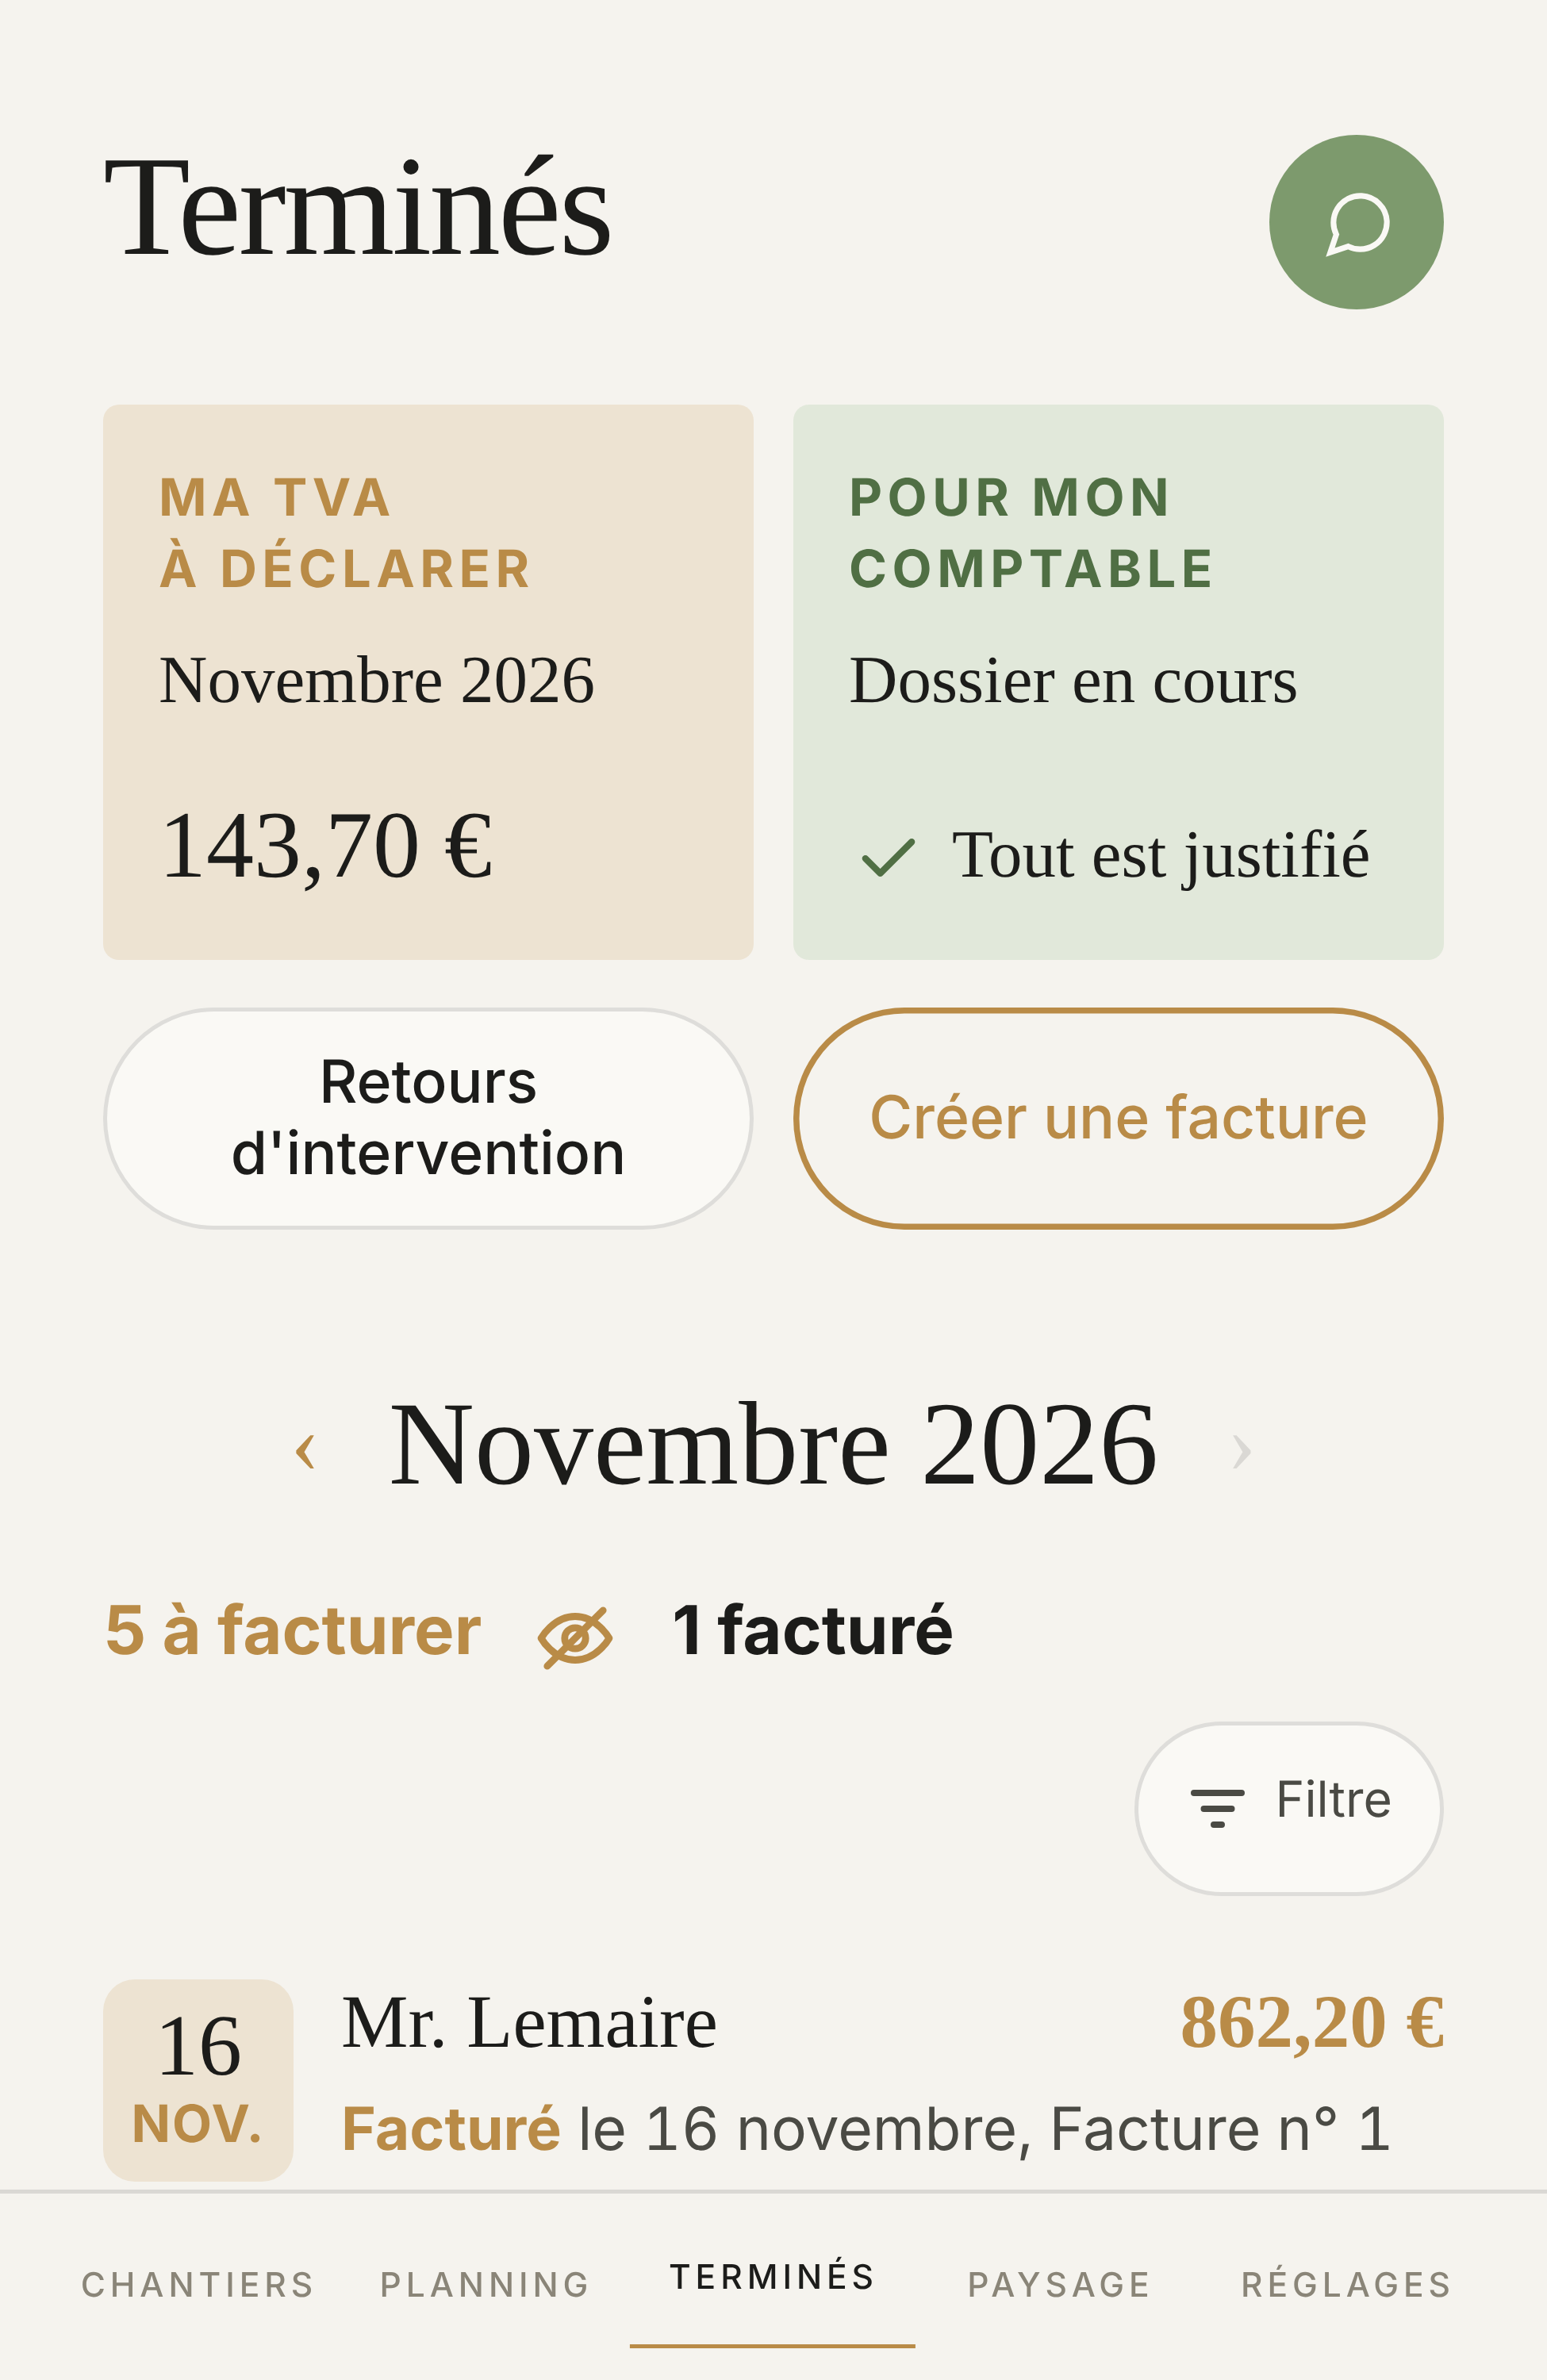 Terminés
MA TVA
À DÉCLARER
Novembre 2026
143,70 €
POUR MON
COMPTABLE
Dossier en cours
Tout est justifié
Retours
d'intervention
Créer une facture
‹ Novembre 2026 ›
5 à facturer 1 facturé
Filtre
16
NOV.
Mr. Lemaire 862,20 €
Facturé le 16 novembre, Facture n° 1
CHANTIERS PLANNING TERMINÉS PAYSAGE RÉGLAGES